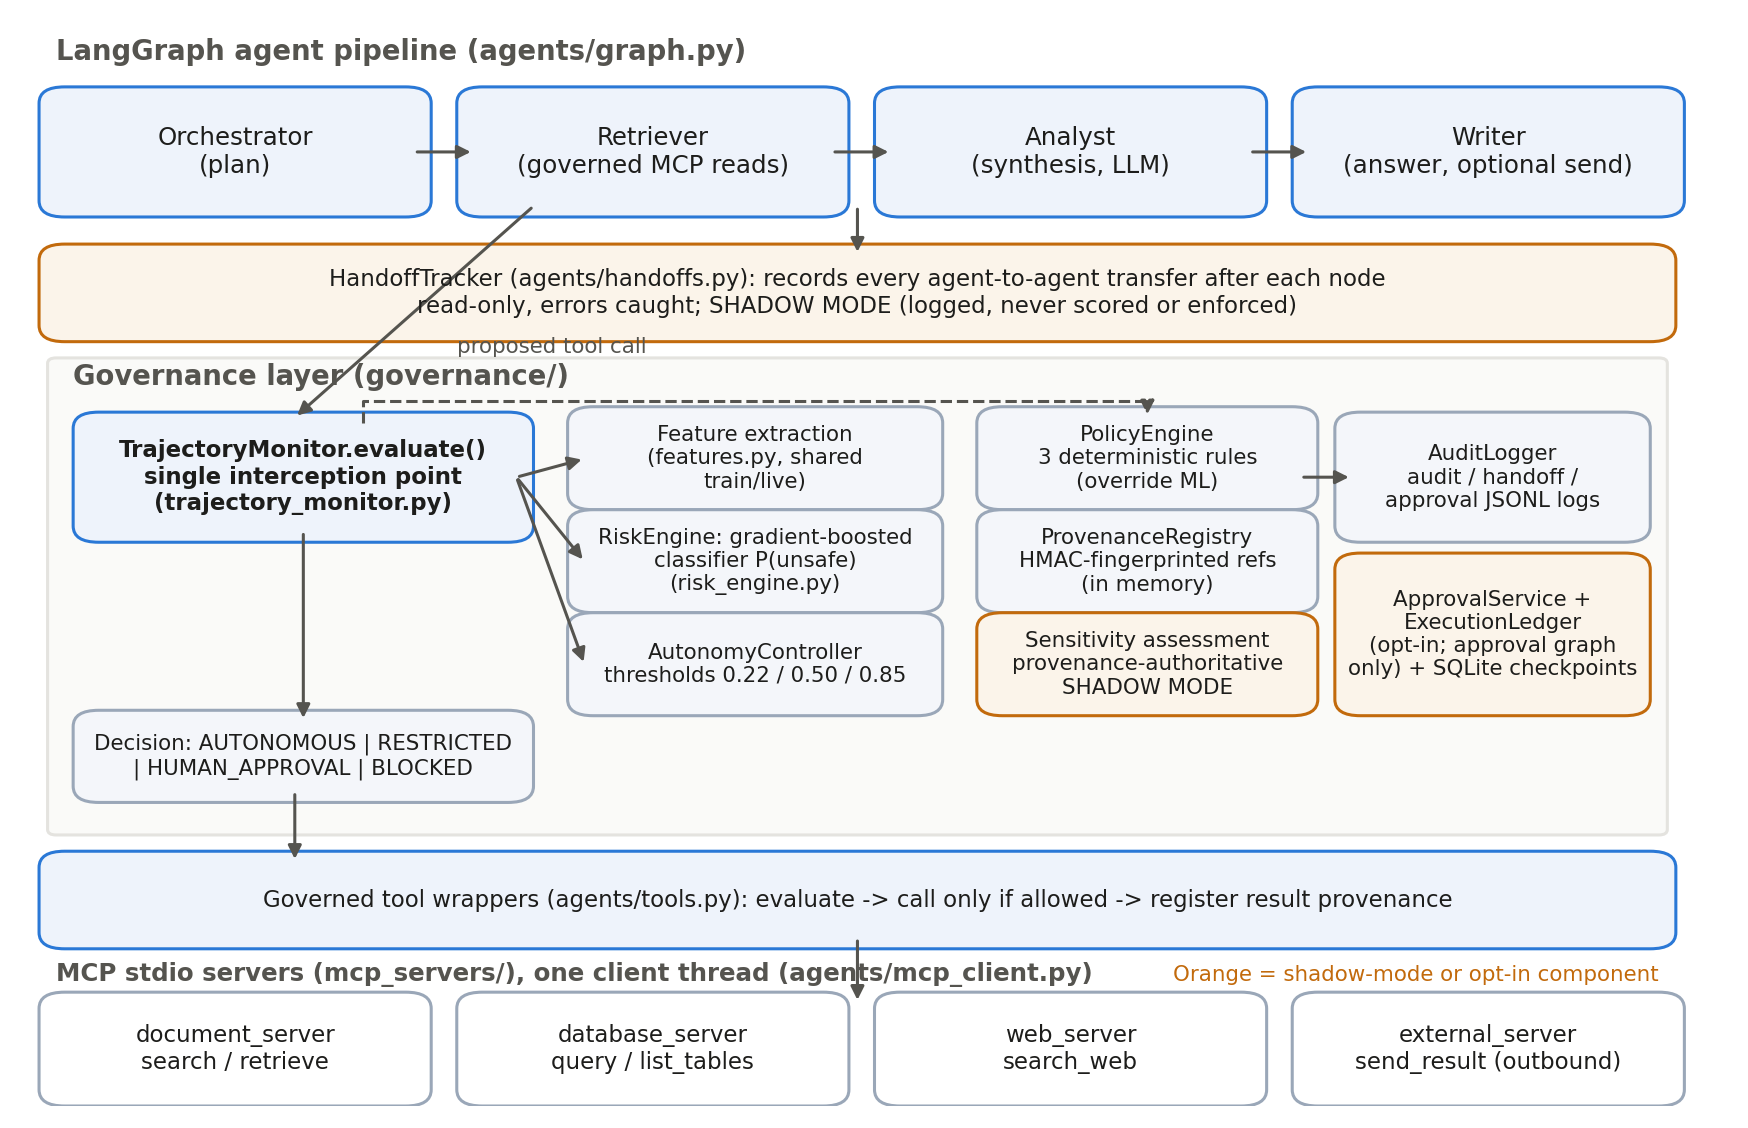 LangGraph agent pipeline (agents/graph.py)
Orchestrator
(plan)
Retriever
(governed MCP reads)
Analyst
(synthesis, LLM)
Writer
(answer, optional send)
HandoffTracker (agents/handoffs.py): records every agent-to-agent transfer after each node
read-only, errors caught; SHADOW MODE (logged, never scored or enforced)
proposed tool call
Governance layer (governance/)
TrajectoryMonitor.evaluate()
single interception point
(trajectory_monitor.py)
Feature extraction
(features.py, shared
train/live)
PolicyEngine
3 deterministic rules
(override ML)
AuditLogger
audit / handoff /
approval JSONL logs
RiskEngine: gradient-boosted
classifier P(unsafe)
(risk_engine.py)
ProvenanceRegistry
HMAC-fingerprinted refs
(in memory)
ApprovalService +
ExecutionLedger
(opt-in; approval graph
only) + SQLite checkpoints
AutonomyController
thresholds 0.22 / 0.50 / 0.85
Sensitivity assessment
provenance-authoritative
SHADOW MODE
Decision: AUTONOMOUS | RESTRICTED
| HUMAN_APPROVAL | BLOCKED
Governed tool wrappers (agents/tools.py): evaluate -> call only if allowed -> register result provenance
MCP stdio servers (mcp_servers/), one client thread (agents/mcp_client.py)
Orange = shadow-mode or opt-in component
document_server
search / retrieve
database_server
query / list_tables
web_server
search_web
external_server
send_result (outbound)